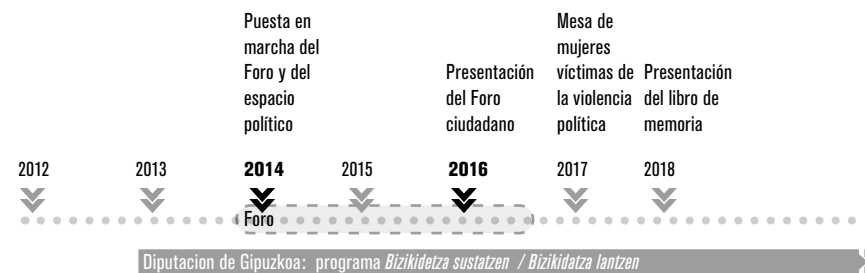 Puesta en
marcha del
Foro y del
espacio
político
Presentación
del Foro
ciudadano
Mesa de
mujeres
víctimas de
la violencia
política
Presentación
del libro de
memoria
2012 2013 2014 2015 2016 2017 2018
Foro
Diputacion de Gipuzkoa: programa Bizikidetza sustatzen / Bizikidatza lantzen